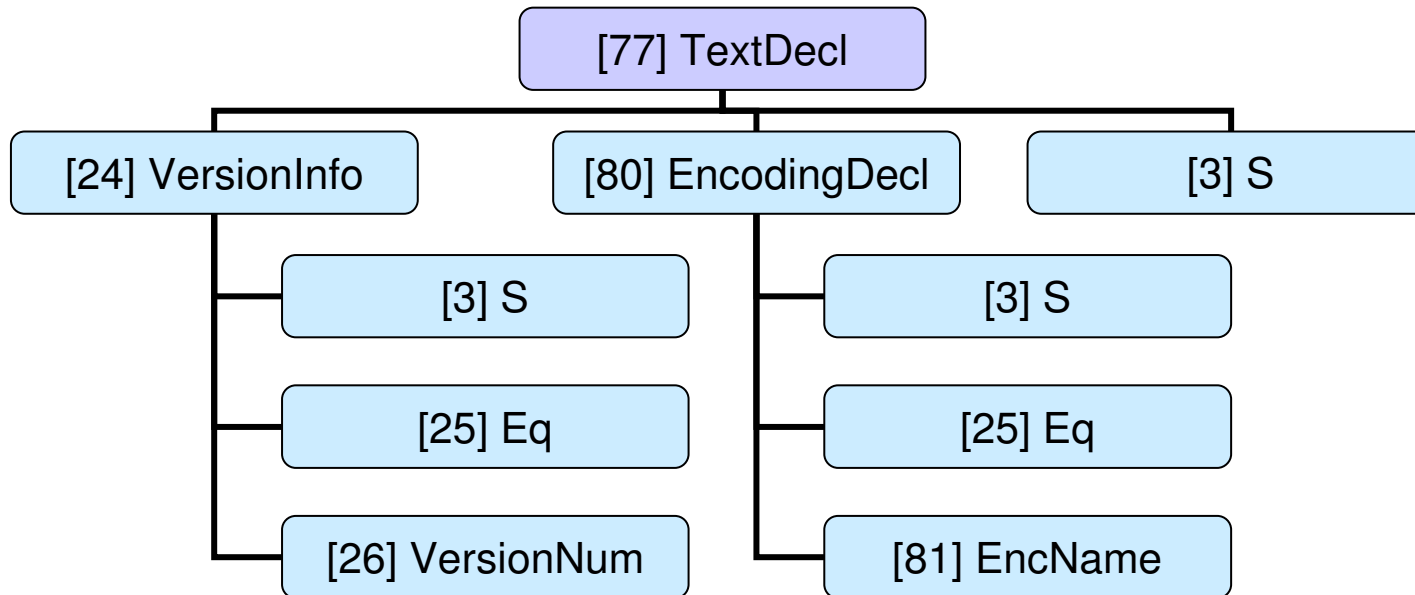 [77] TextDecl
[24] VersionInfo
[80] EncodingDecl
[3] S
[3] S
[3] S
[25] Eq
[25] Eq
[26] VersionNum
[81] EncName